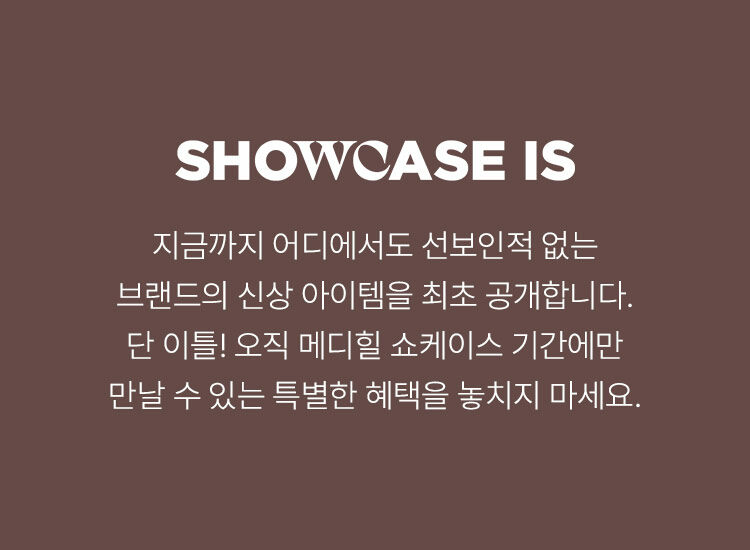 SHOWCASE IS
지금까지 어디에서도 선보인적 없는
브랜드의 신상 아이템을 최초 공개합니다.
단 이틀! 오직 메디힐 쇼케이스 기간에만
만날 수 있는 특별한 혜택을 놓치지 마세요.